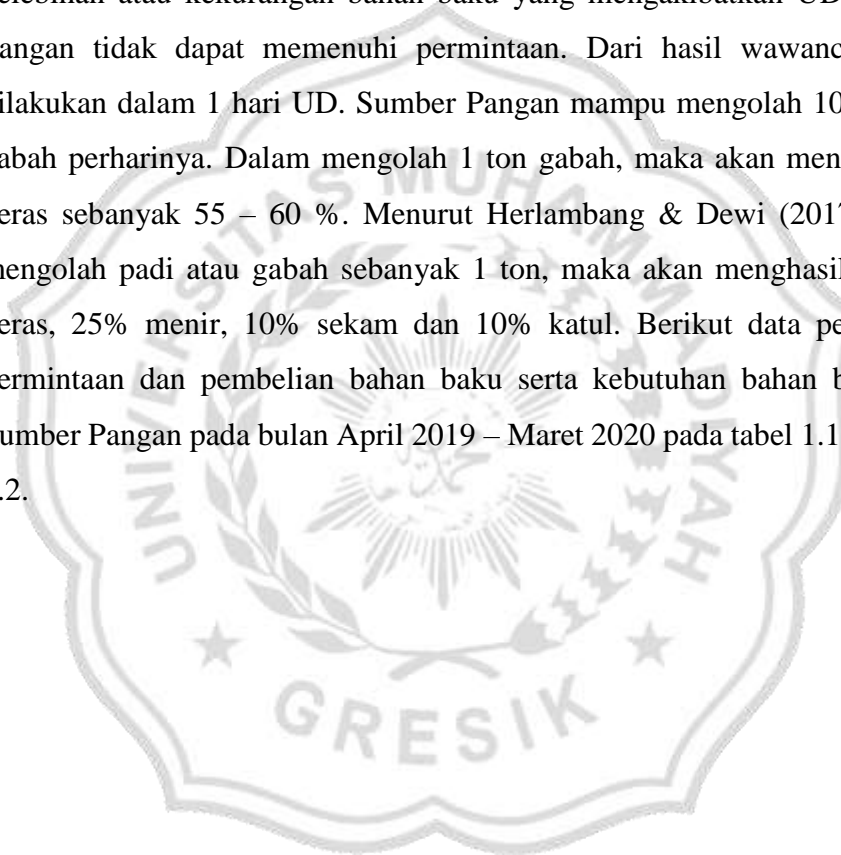 elebihan atau kekurangan bahan baku yang mengakibatkan UD
angan tidak dapat memenuhi permintaan. Dari hasil wawanc
ilakukan dalam 1 hari UD. Sumber Pangan mampu mengolah 10
abah perharinya. Dalam mengolah 1 ton gabah, maka akan men
eras sebanyak 55 – 60 %. Menurut Herlambang & Dewi (2017
mengolah padi atau gabah sebanyak 1 ton, maka akan menghasil
eras, 25% menir, 10% sekam dan 10% katul. Berikut data pe
ermintaan dan pembelian bahan baku serta kebutuhan bahan b
umber Pangan pada bulan April 2019 – Maret 2020 pada tabel 1.1
.2.
UNIVERSITAS MUHAMMADIYAH
GRESIK